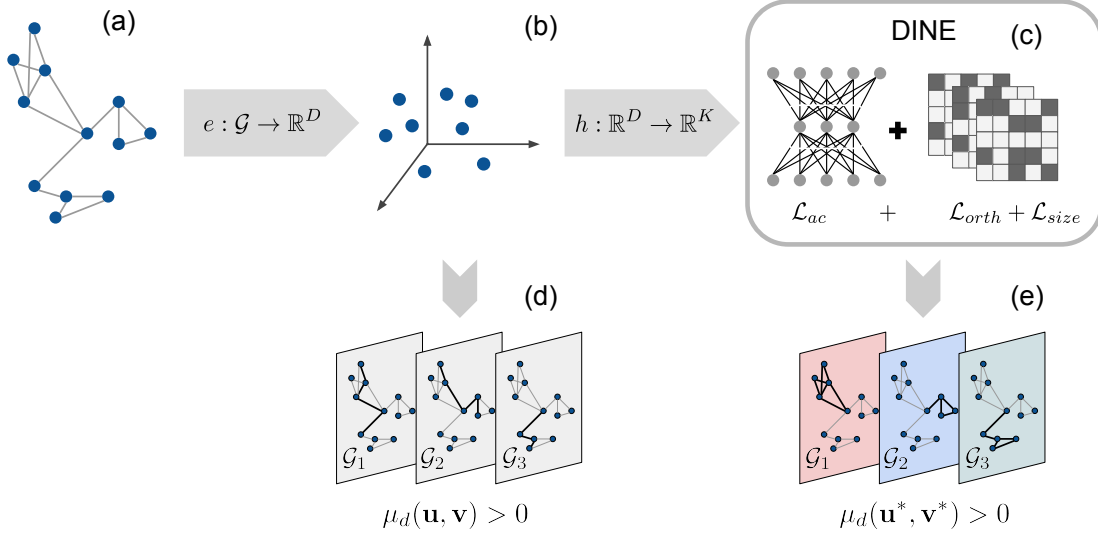 (a)
(b)
DINE
(c)
e : 𝒢 → ℝ^D
h : ℝ^D → ℝ^K
ℒ_ac + ℒ_orth + ℒ_size
(d)
(e)
𝒢_1 𝒢_2 𝒢_3
𝒢_1 𝒢_2 𝒢_3
μ_d(𝐮, 𝐯) > 0
μ_d(𝐮*, 𝐯*) > 0